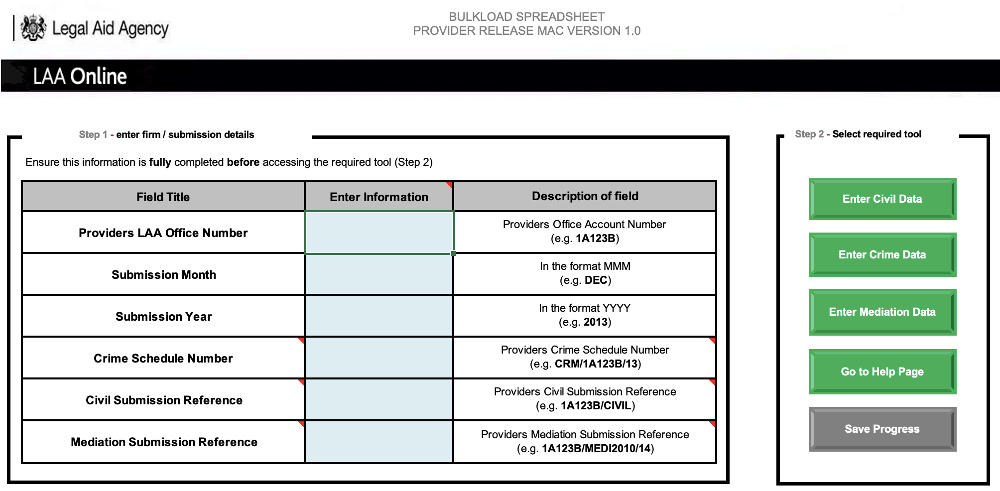 Legal Aid Agency
BULKLOAD SPREADSHEET
PROVIDER RELEASE MAC VERSION 1.0
LAA Online
Step 1 - enter firm / submission details
Ensure this information is fully completed before accessing the required tool (Step 2)
Field Title
Enter Information
Description of field
Providers LAA Office Number
Providers Office Account Number
(e.g. 1A123B)
Submission Month
In the format MMM
(e.g. DEC)
Submission Year
In the format YYYY
(e.g. 2013)
Crime Schedule Number
Providers Crime Schedule Number
(e.g. CRM/1A123B/13)
Civil Submission Reference
Providers Civil Submission Reference
(e.g. 1A123B/CIVIL)
Mediation Submission Reference
Providers Mediation Submission Reference
(e.g. 1A123B/MEDI2010/14)
Step 2 - Select required tool
Enter Civil Data
Enter Crime Data
Enter Mediation Data
Go to Help Page
Save Progress